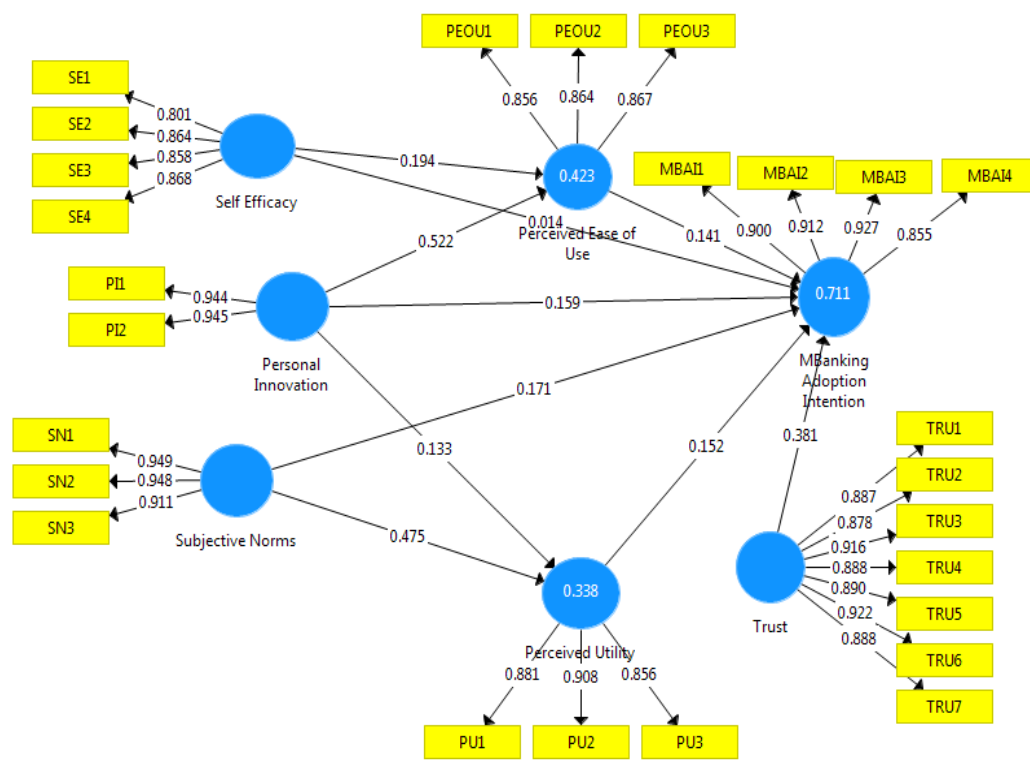 PEOU1
PEOU2
PEOU3
SE1
SE2
SE3
SE4
0.801
0.864
0.858
0.868
Self Efficacy
0.856
0.864
0.867
0.194
0.423
Perceived Ease of
Use
0.014
MBAI1
MBAI2
MBAI3
MBAI4
0.900
0.912
0.927
0.855
0.522
0.141
PI1
PI2
0.944
0.945
Personal
Innovation
0.159
0.711
MBanking
Adoption
Intention
0.171
0.133
0.152
0.381
SN1
SN2
SN3
0.949
0.948
0.911
Subjective Norms
0.475
0.338
Perceived Utility
0.881
0.908
0.856
PU1
PU2
PU3
Trust
0.887
0.878
0.916
0.888
0.890
0.922
0.888
TRU1
TRU2
TRU3
TRU4
TRU5
TRU6
TRU7